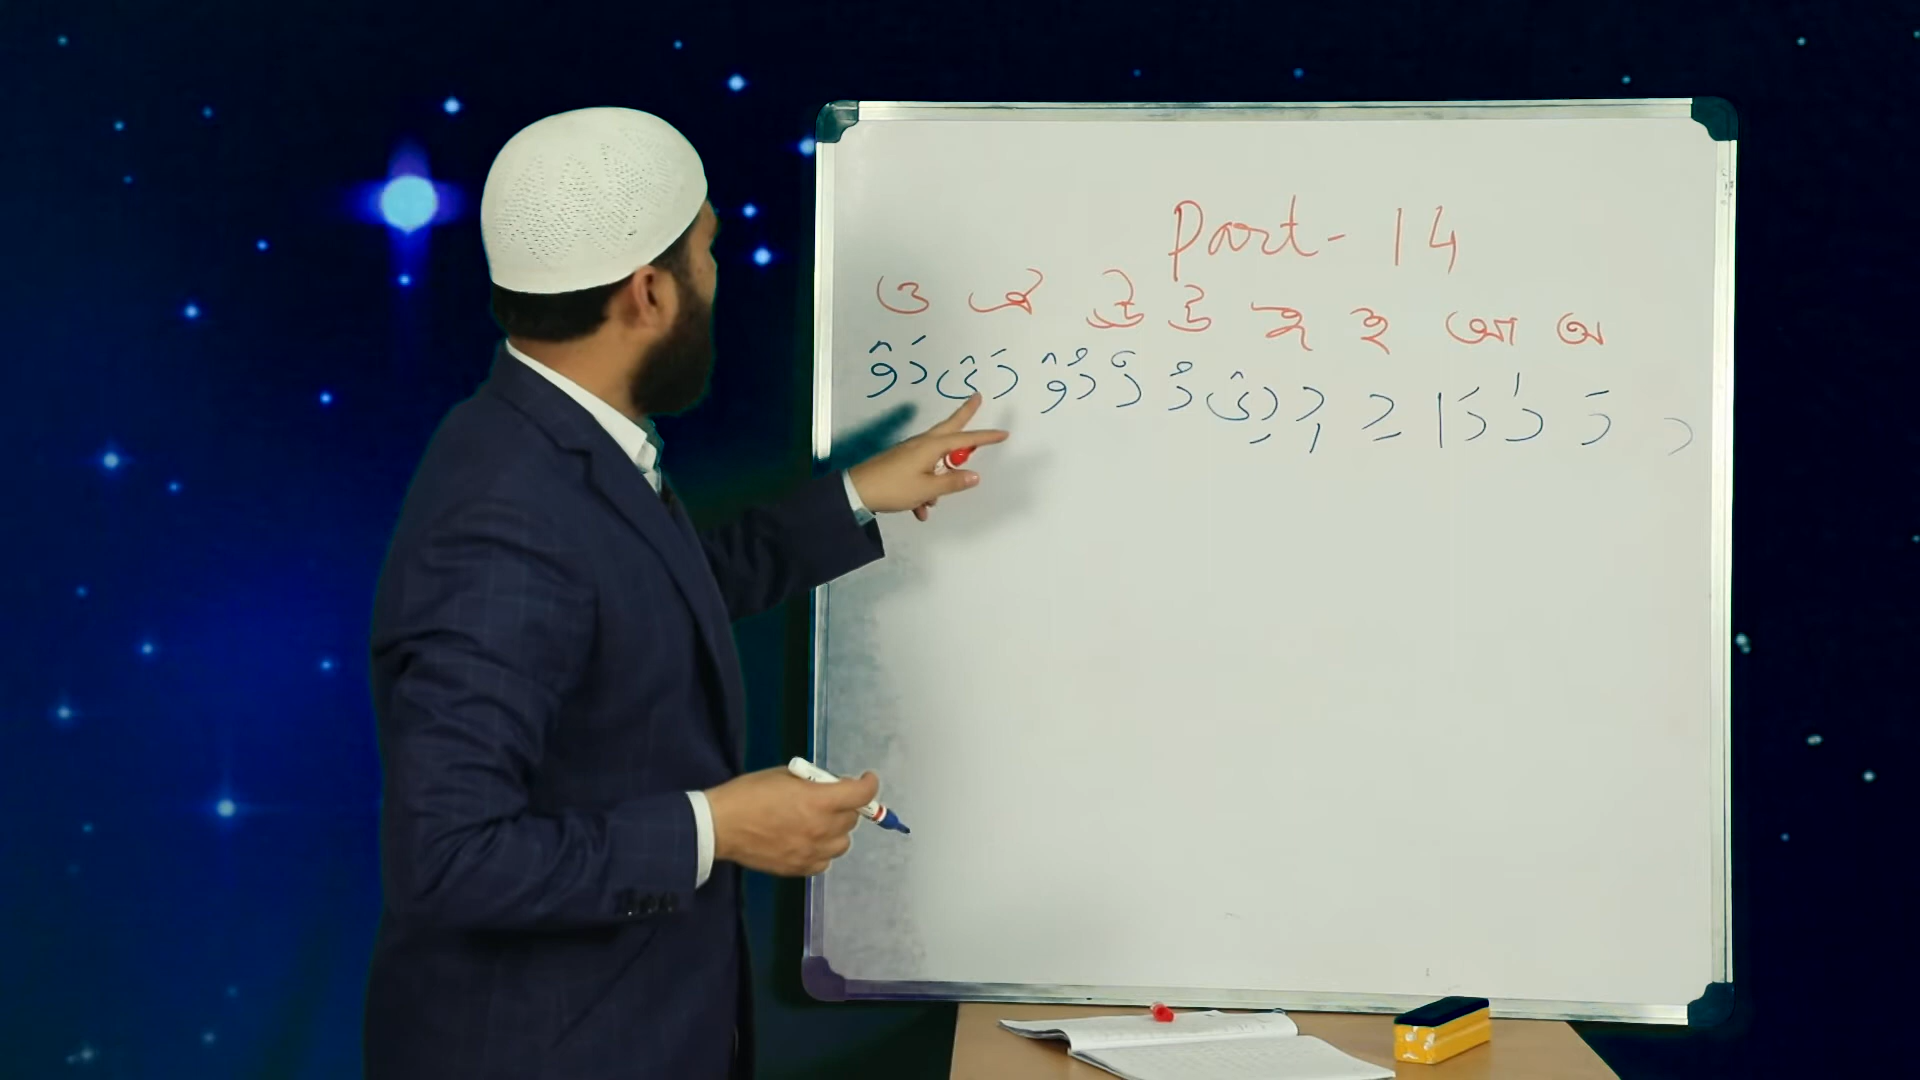 Part-14
ও এ ঊ উ ঈ ই আ অ
د دَ دٰ دَا دِ دٖ دِیْ دُ دٗ دُوْ دَیْ دَوْ